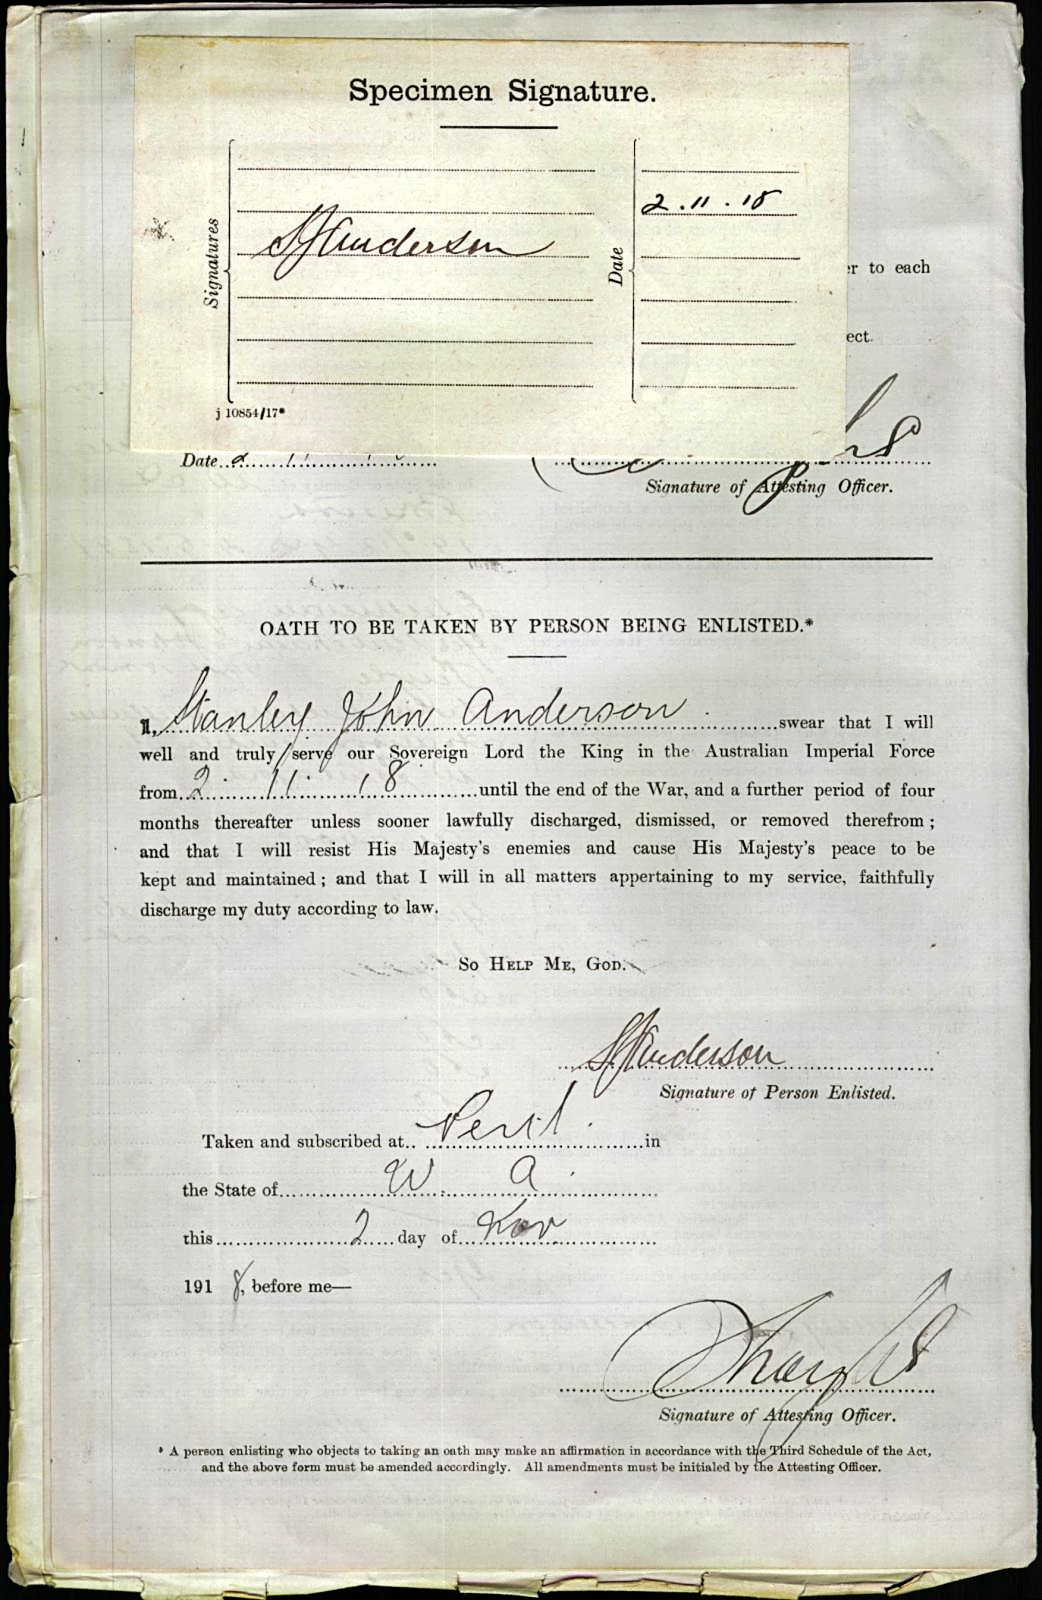 Specimen Signature.
Signatures
SJAnderson
Date
2.11.18
j 10854/17*
r to each
ect.
Date 2 11 18
Signature of Attesting Officer.
OATH TO BE TAKEN BY PERSON BEING ENLISTED.*
I, Stanley John Anderson swear that I will
well and truly serve our Sovereign Lord the King in the Australian Imperial Force
from 2. 11. 18 until the end of the War, and a further period of four
months thereafter unless sooner lawfully discharged, dismissed, or removed therefrom ;
and that I will resist His Majesty's enemies and cause His Majesty's peace to be
kept and maintained ; and that I will in all matters appertaining to my service, faithfully
discharge my duty according to law.
So Help Me, God.
SJAnderson
Signature of Person Enlisted.
Taken and subscribed at Perth in
the State of W. A.
this 2 day of Nov
1918, before me—
Signature of Attesting Officer.
* A person enlisting who objects to taking an oath may make an affirmation in accordance with the Third Schedule of the Act,
and the above form must be amended accordingly. All amendments must be initialed by the Attesting Officer.